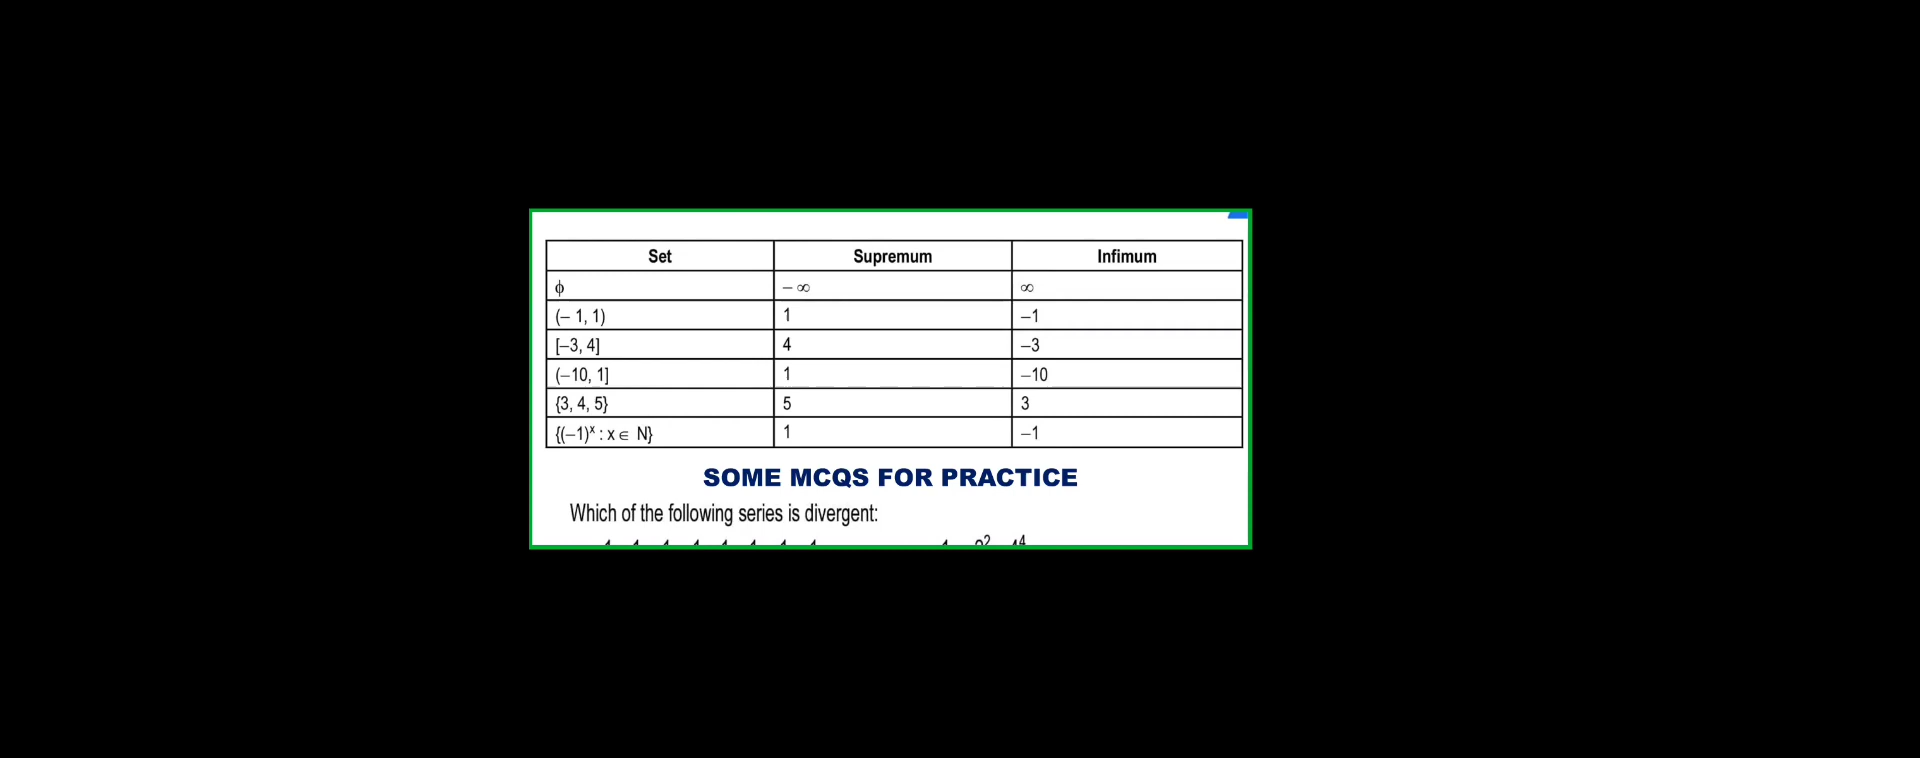 Set Supremum Infimum
ϕ – ∞ ∞
(– 1, 1) 1 –1
[–3, 4] 4 –3
(–10, 1] 1 –10
{3, 4, 5} 5 3
{(–1)ˣ : x ∈ N} 1 –1
SOME MCQS FOR PRACTICE
Which of the following series is divergent: